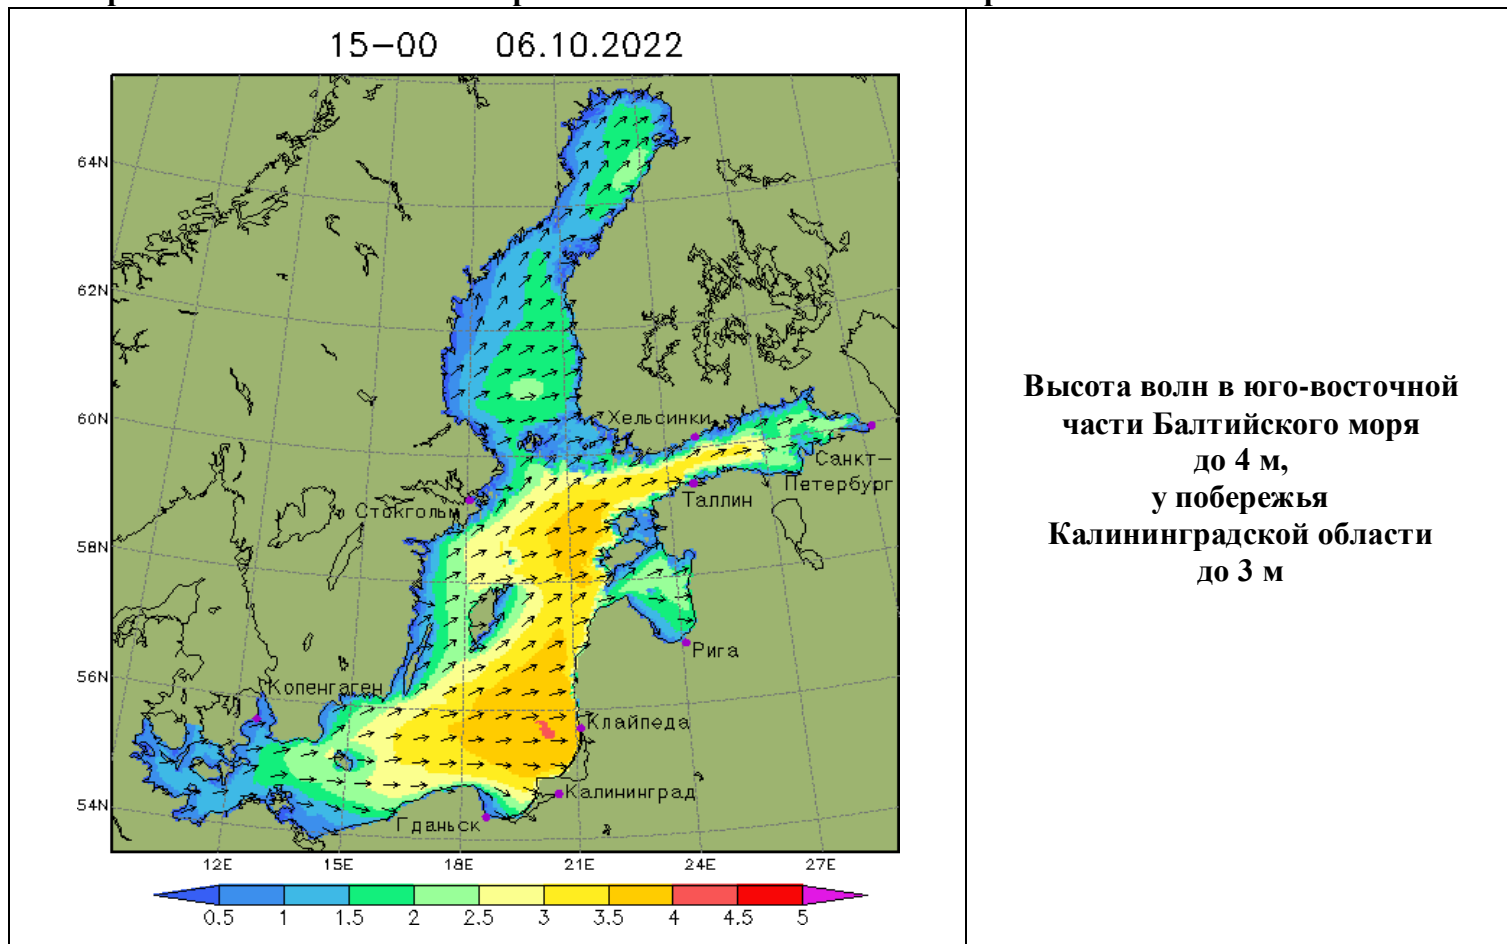 15-00 06.10.2022
64N
62N
60N
58N
56N
54N
Хельсинки
Санкт-
Петербург
Таллин
Стокгольм
Рига
Копенгаген
Клайпеда
Калининград
Гданьск
12E 15E 18E 21E 24E 27E
0.5 1 1.5 2 2.5 3 3.5 4 4.5 5
Высота волн в юго-восточной
части Балтийского моря
до 4 м,
у побережья
Калининградской области
до 3 м